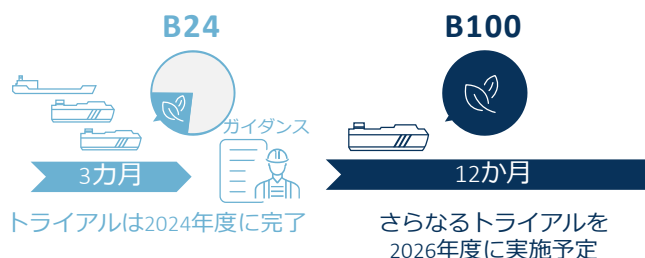 B24
B100
ガイダンス
3カ月
12か月
トライアルは2024年度に完了
さらなるトライアルを
2026年度に実施予定